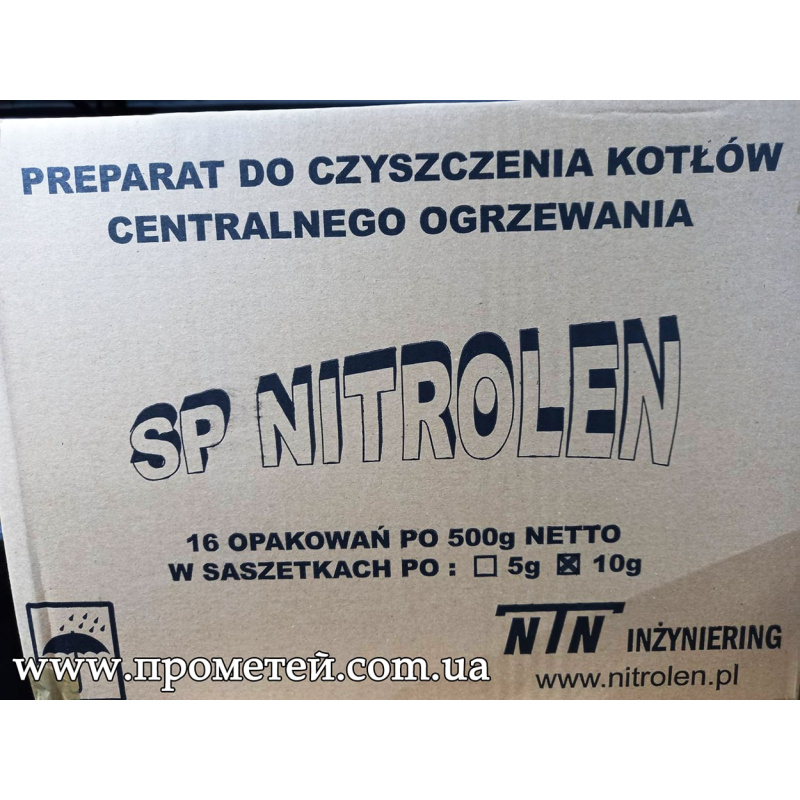 PREPARAT DO CZYSZCZENIA KOTŁÓW
CENTRALNEGO OGRZEWANIA
SP NITROLEN
16 OPAKOWAŃ PO 500g NETTO
W SASZETKACH PO : 5g 10g
NTN INŻYNIERING
www.nitrolen.pl
www.прометей.com.ua